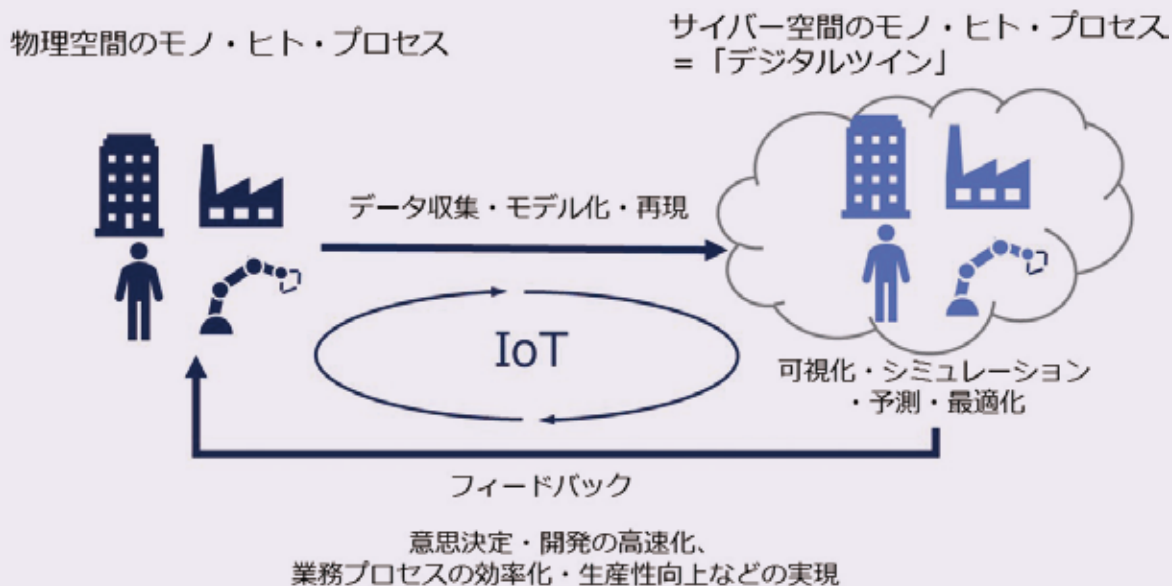 物理空間のモノ・ヒト・プロセス
サイバー空間のモノ・ヒト・プロセス
=「デジタルツイン」
データ収集・モデル化・再現
IoT
可視化・シミュレーション
・予測・最適化
フィードバック
意思決定・開発の高速化、
業務プロセスの効率化・生産性向上などの実現